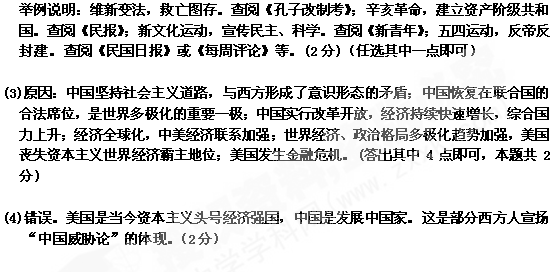 举例说明：维新变法，救亡图存。查阅《孔子改制考》；辛亥革命，建立资产阶级共和
国。查阅《民报》；新文化运动，宣传民主、科学。查阅《新青年》；五四运动，反帝反
封建。查阅《民国日报》或《每周评论》等。(2 分)（任选其中一点即可）
(3)原因：中国坚持社会主义道路，与西方形成了意识形态的矛盾；中国恢复在联合国的
合法席位，是世界多极化的重要一极；中国实行改革开放，经济持续快速增长，综合国
力上升；经济全球化，中美经济联系加强；世界经济、政治格局多极化趋势加强，美国
丧失资本主义世界经济霸主地位；美国发生金融危机。(答出其中 4 点即可，本题共 2
分）
(4)错误。美国是当今资本主义头号经济强国，中国是发展中国家。这是部分西方人宣扬
“中国威胁论”的体现。(2 分)